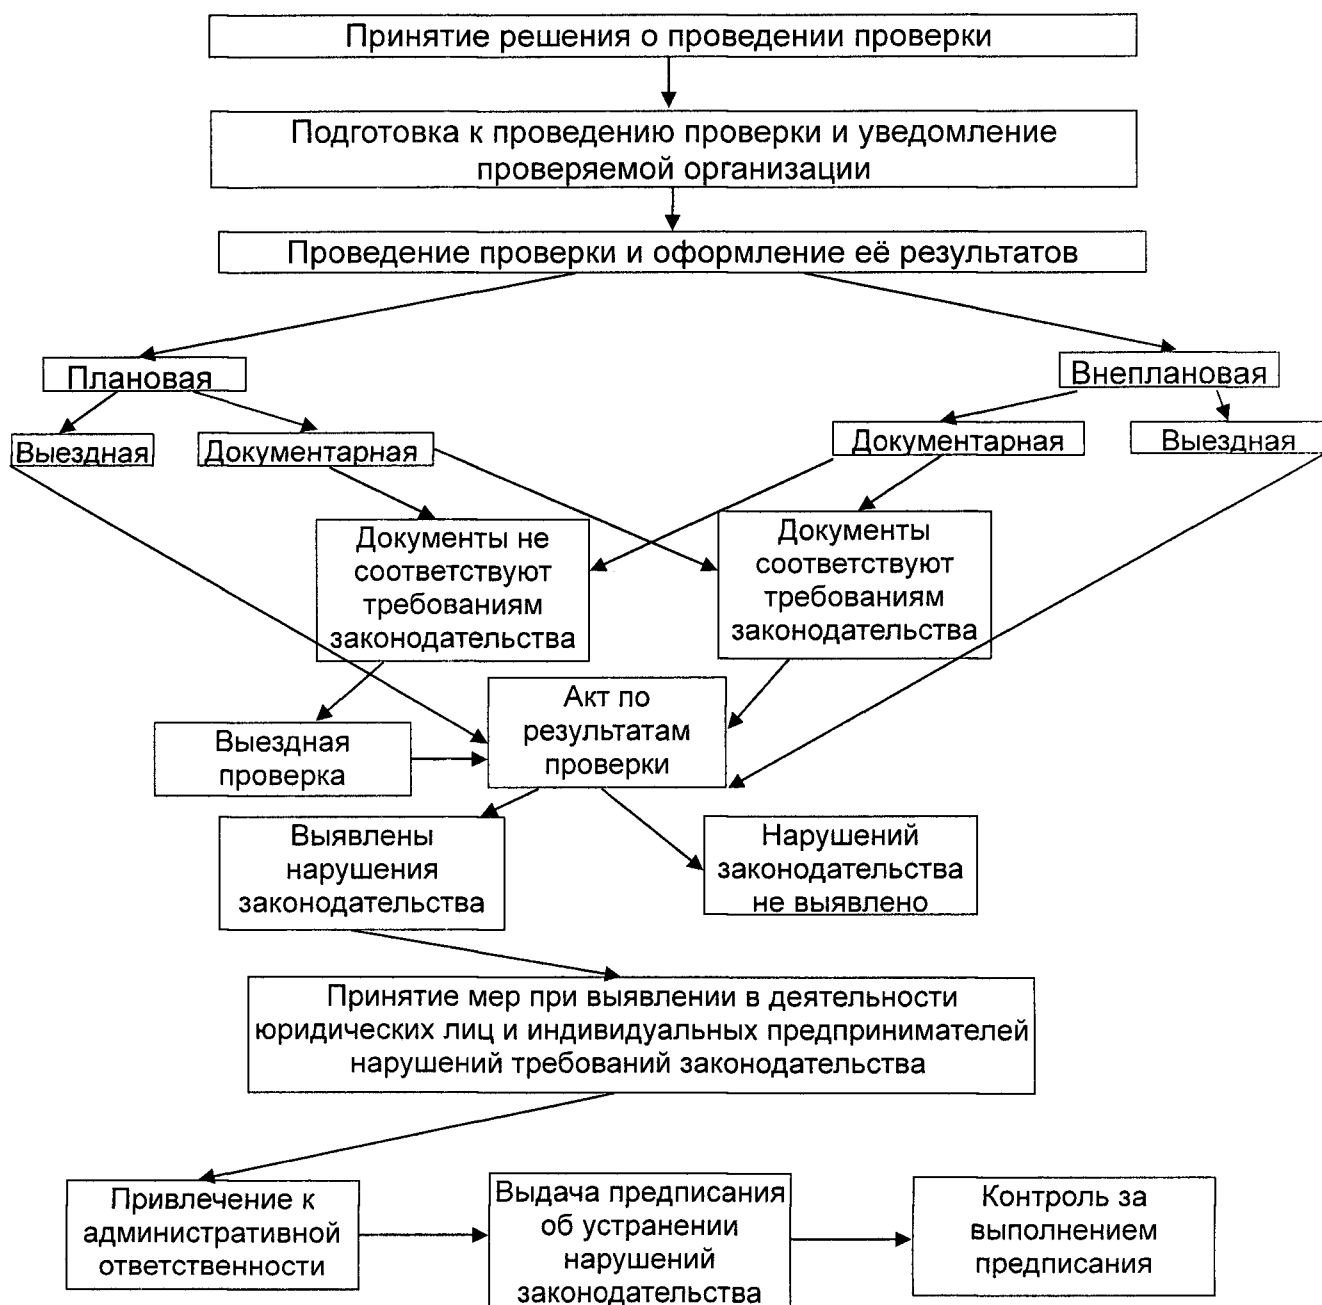 Принятие решения о проведении проверки
Подготовка к проведению проверки и уведомление
проверяемой организации
Проведение проверки и оформление её результатов
Плановая
Внеплановая
Выездная
Документарная
Документарная
Выездная
Документы не
соответствуют
требованиям
законодательства
Документы
соответствуют
требованиям
законодательства
Выездная
проверка
Акт по
результатам
проверки
Выявлены
нарушения
законодательства
Нарушений
законодательства
не выявлено
Принятие мер при выявлении в деятельности
юридических лиц и индивидуальных предпринимателей
нарушений требований законодательства
Привлечение к
административной
ответственности
Выдача предписания
об устранении
нарушений
законодательства
Контроль за
выполнением
предписания